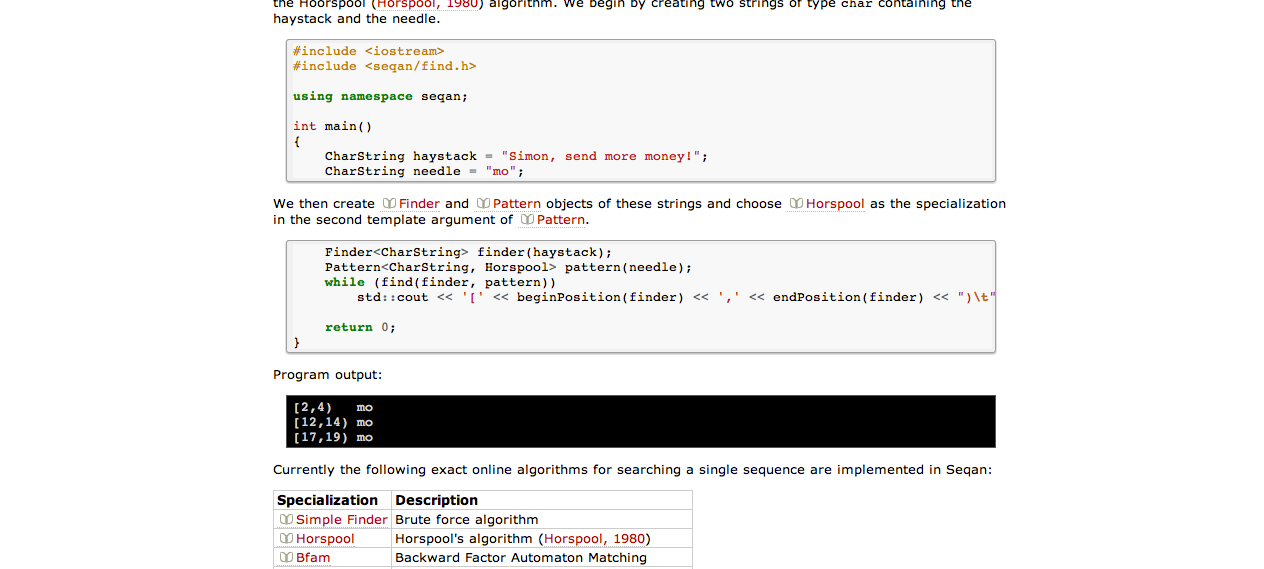 the Hoorspool (Horspool, 1980) algorithm. We begin by creating two strings of type char containing the
haystack and the needle.
#include <iostream>
#include <seqan/find.h>
using namespace seqan;
int main()
{
    CharString haystack = "Simon, send more money!";
    CharString needle = "mo";
We then create Finder and Pattern objects of these strings and choose Horspool as the specialization
in the second template argument of Pattern.
    Finder<CharString> finder(haystack);
    Pattern<CharString, Horspool> pattern(needle);
    while (find(finder, pattern))
        std::cout << '[' << beginPosition(finder) << ',' << endPosition(finder) << ")\t"
    return 0;
}
Program output:
[2,4)   mo
[12,14) mo
[17,19) mo
Currently the following exact online algorithms for searching a single sequence are implemented in Seqan:
Specialization Description
Simple Finder Brute force algorithm
Horspool Horspool's algorithm (Horspool, 1980)
Bfam Backward Factor Automaton Matching